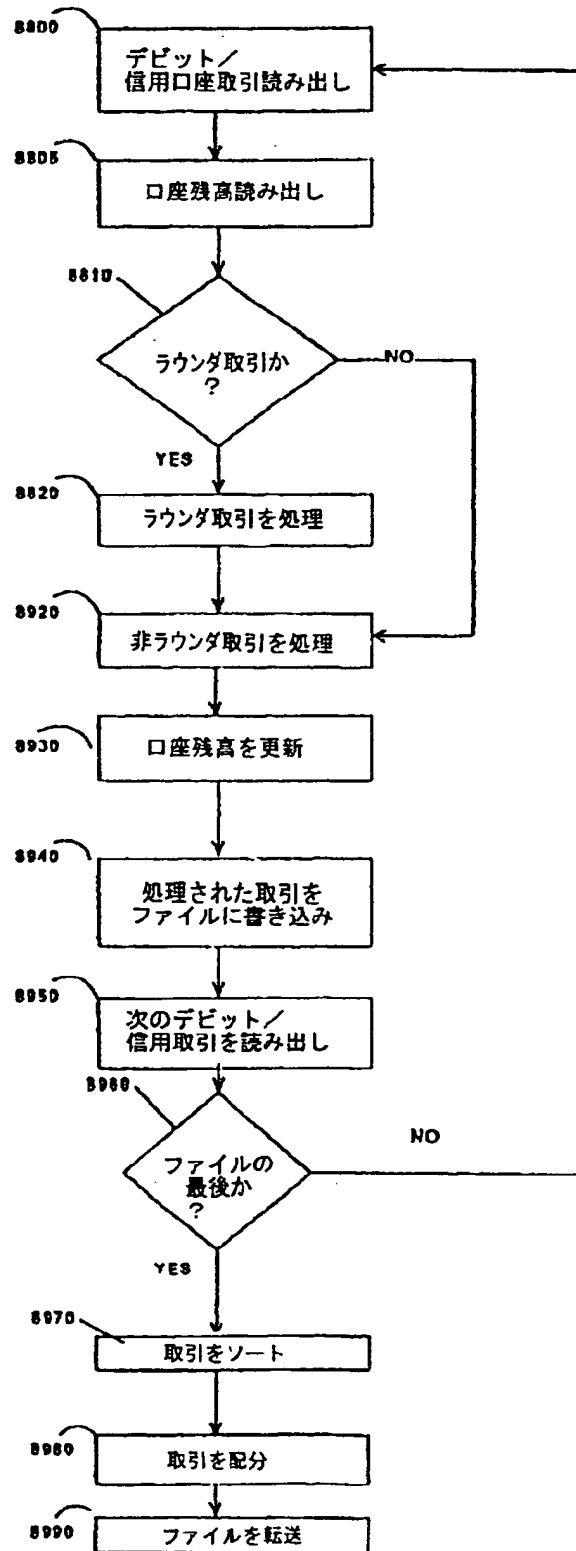 8800
デビット／
信用口座取引読み出し
8805
口座残高読み出し
8810
ラウンダ取引か
？
NO
YES
8820
ラウンダ取引を処理
8920
非ラウンダ取引を処理
8930
口座残高を更新
8940
処理された取引を
ファイルに書き込み
8950
次のデビット／
信用取引を読み出し
8960
ファイルの
最後か
？
NO
YES
8970
取引をソート
8980
取引を配分
8990
ファイルを転送